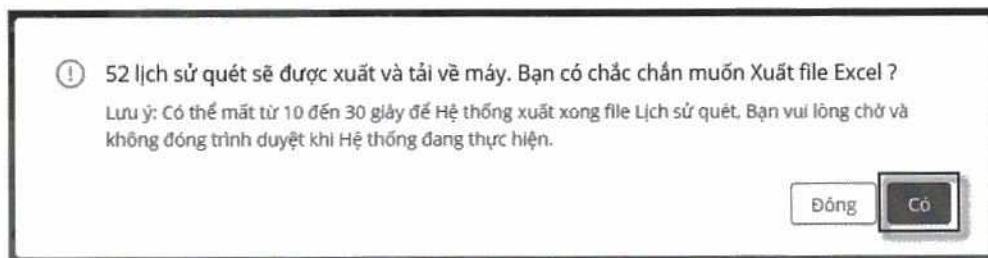 52 lịch sử quét sẽ được xuất và tải về máy. Bạn có chắc chắn muốn Xuất file Excel ?
Lưu ý: Có thể mất từ 10 đến 30 giây để Hệ thống xuất xong file Lịch sử quét. Bạn vui lòng chờ và
không đóng trình duyệt khi Hệ thống đang thực hiện.
Đóng
Có